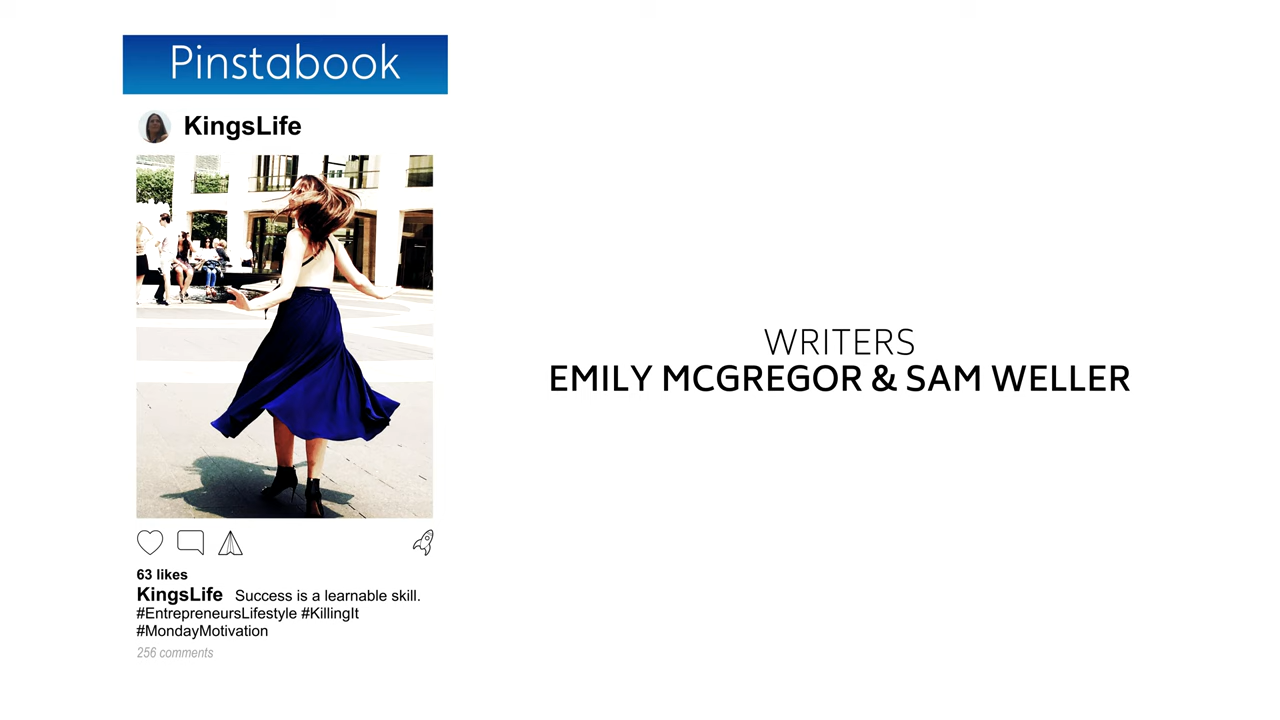 Pinstabook
KingsLife
63 likes
KingsLife Success is a learnable skill.
#EntrepreneursLifestyle #KillingIt
#MondayMotivation
256 comments
WRITERS
EMILY MCGREGOR & SAM WELLER